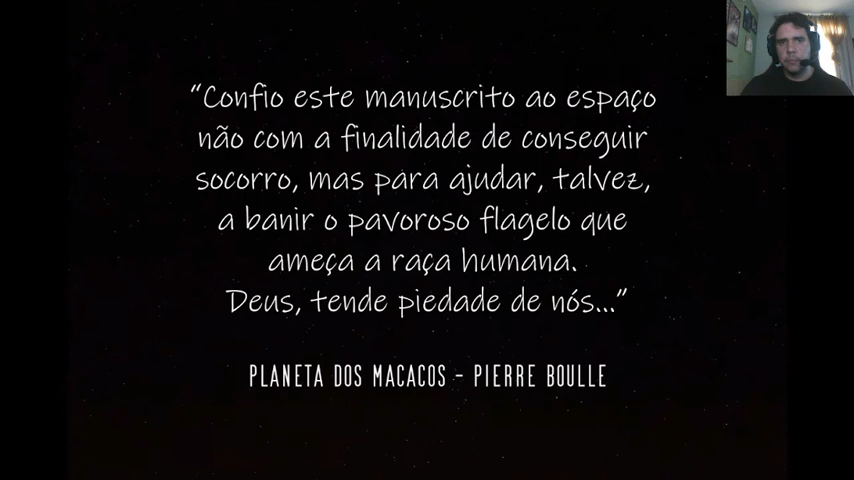 “Confio este manuscrito ao espaço
não com a finalidade de conseguir
socorro, mas para ajudar, talvez,
a banir o pavoroso flagelo que
ameça a raça humana.
Deus, tende piedade de nós...”
PLANETA DOS MACACOS - PIERRE BOULLE